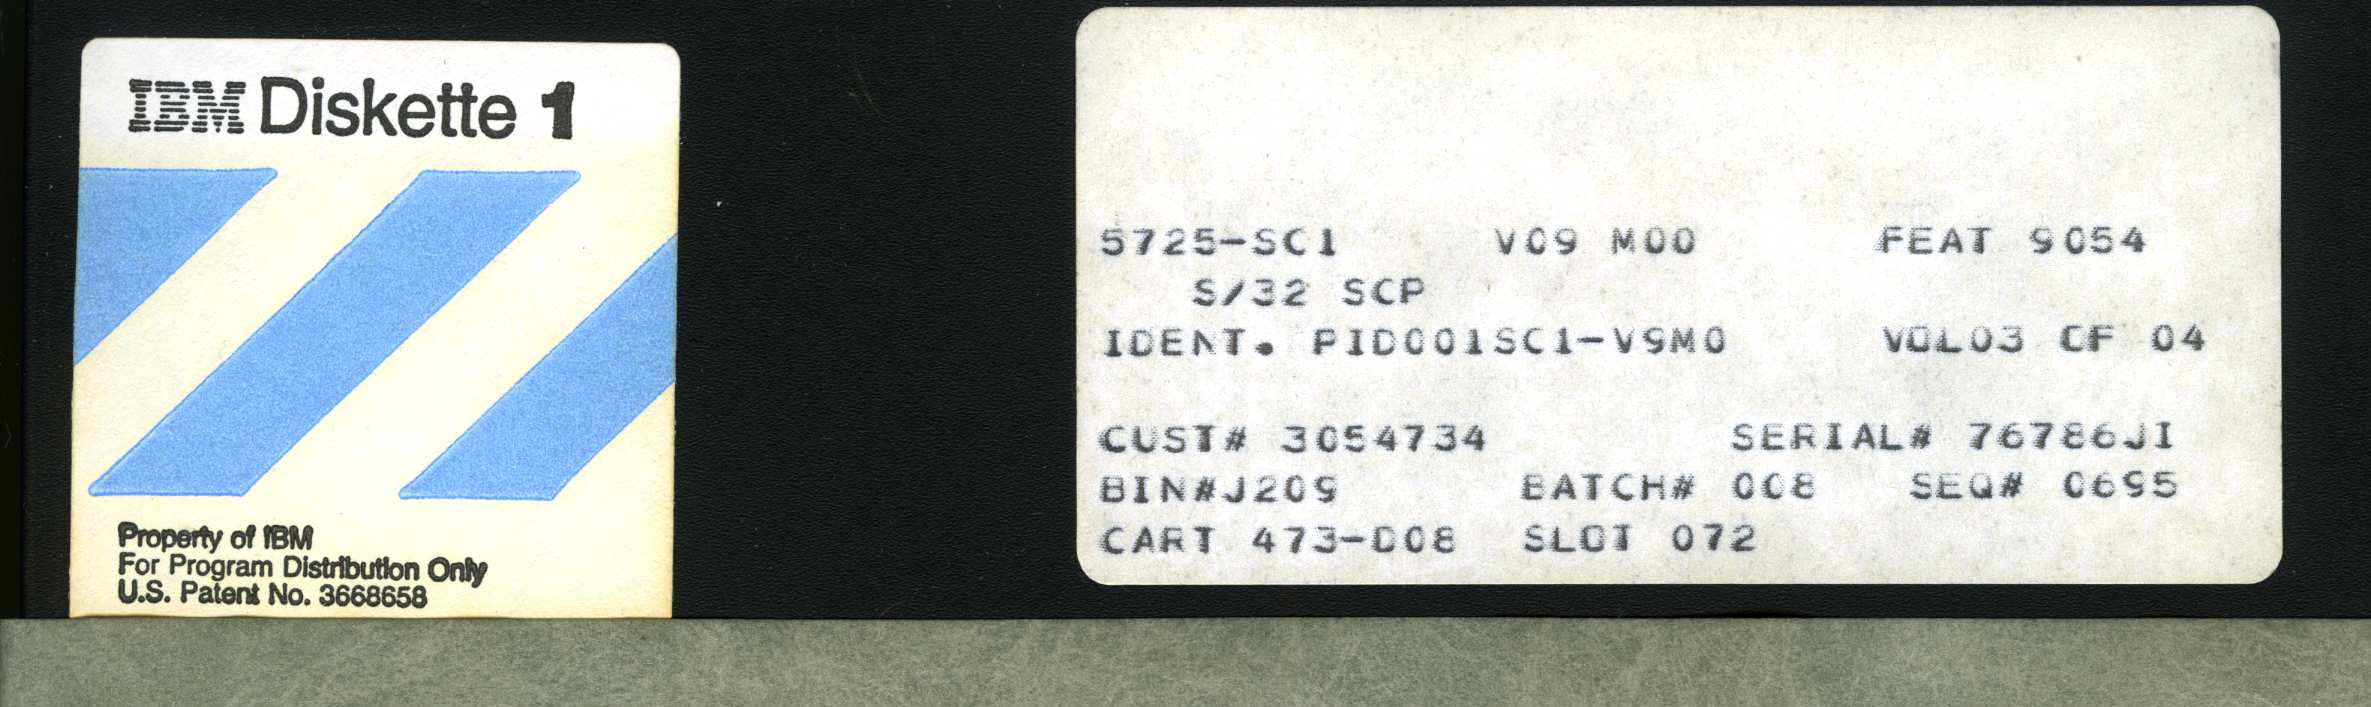 IBM Diskette 1
Property of IBM
For Program Distribution Only
U.S. Patent No. 3668658
5725-SC1 V09 M00 FEAT 9054
S/32 SCP
IDENT. PID001SC1-V9M0 VOL03 OF 04
CUST# 3054734 SERIAL# 76786JI
BIN#J209 BATCH# 008 SEQ# 0695
CART 473-D08 SLOT 072